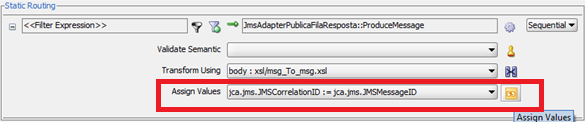 Static Routing
<<Filter Expression>> JmsAdapterPublicaFilaResposta::ProduceMessage Sequential
Validate Semantic
Transform Using body : xsl/msg_To_msg.xsl
Assign Values jca.jms.JMSCorrelationID := jca.jms.JMSMessageID
Assign Values